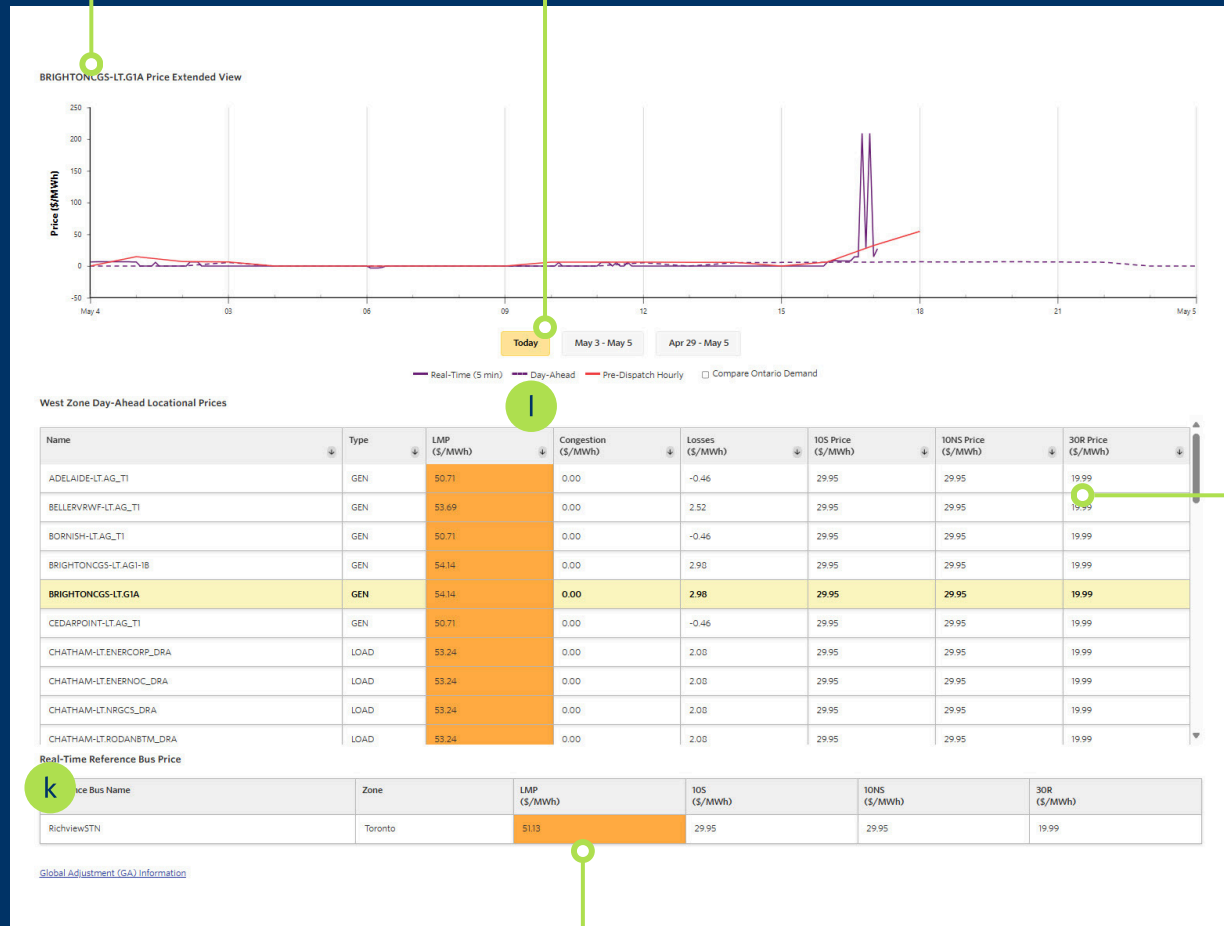 BRIGHTONCGS-LT.G1A Price Extended View
Price ($/MWh)
250
200
150
100
50
0
-50
May 4 03 06 09 12 15 18 21 May 5
Today May 3 - May 5 Apr 29 - May 5
Real-Time (5 min) Day-Ahead Pre-Dispatch Hourly Compare Ontario Demand
l
West Zone Day-Ahead Locational Prices
Name Type LMP ($/MWh) Congestion ($/MWh) Losses ($/MWh) 10S Price ($/MWh) 10NS Price ($/MWh) 30R Price ($/MWh)
ADELAIDE-LT.AG_T1 GEN 50.71 0.00 -0.46 29.95 29.95 19.99
BELLERVRWF-LT.AG_T1 GEN 53.69 0.00 2.52 29.95 29.95 19.99
BORNISH-LT.AG_T1 GEN 50.71 0.00 -0.46 29.95 29.95 19.99
BRIGHTONCGS-LT.AG1-1B GEN 54.14 0.00 2.98 29.95 29.95 19.99
BRIGHTONCGS-LT.G1A GEN 54.14 0.00 2.98 29.95 29.95 19.99
CEDARPOINT-LT.AG_T1 GEN 50.71 0.00 -0.46 29.95 29.95 19.99
CHATHAM-LT.ENERCORP_DRA LOAD 53.24 0.00 2.08 29.95 29.95 19.99
CHATHAM-LT.ENERNOC_DRA LOAD 53.24 0.00 2.08 29.95 29.95 19.99
CHATHAM-LT.NRGCS_DRA LOAD 53.24 0.00 2.08 29.95 29.95 19.99
CHATHAM-LT.RODANBTM_DRA LOAD 53.24 0.00 2.08 29.95 29.95 19.99
Real-Time Reference Bus Price
k
Bus Name Zone LMP ($/MWh) 10S ($/MWh) 10NS ($/MWh) 30R ($/MWh)
RichviewSTN Toronto 51.13 29.95 29.95 19.99
Global Adjustment (GA) Information